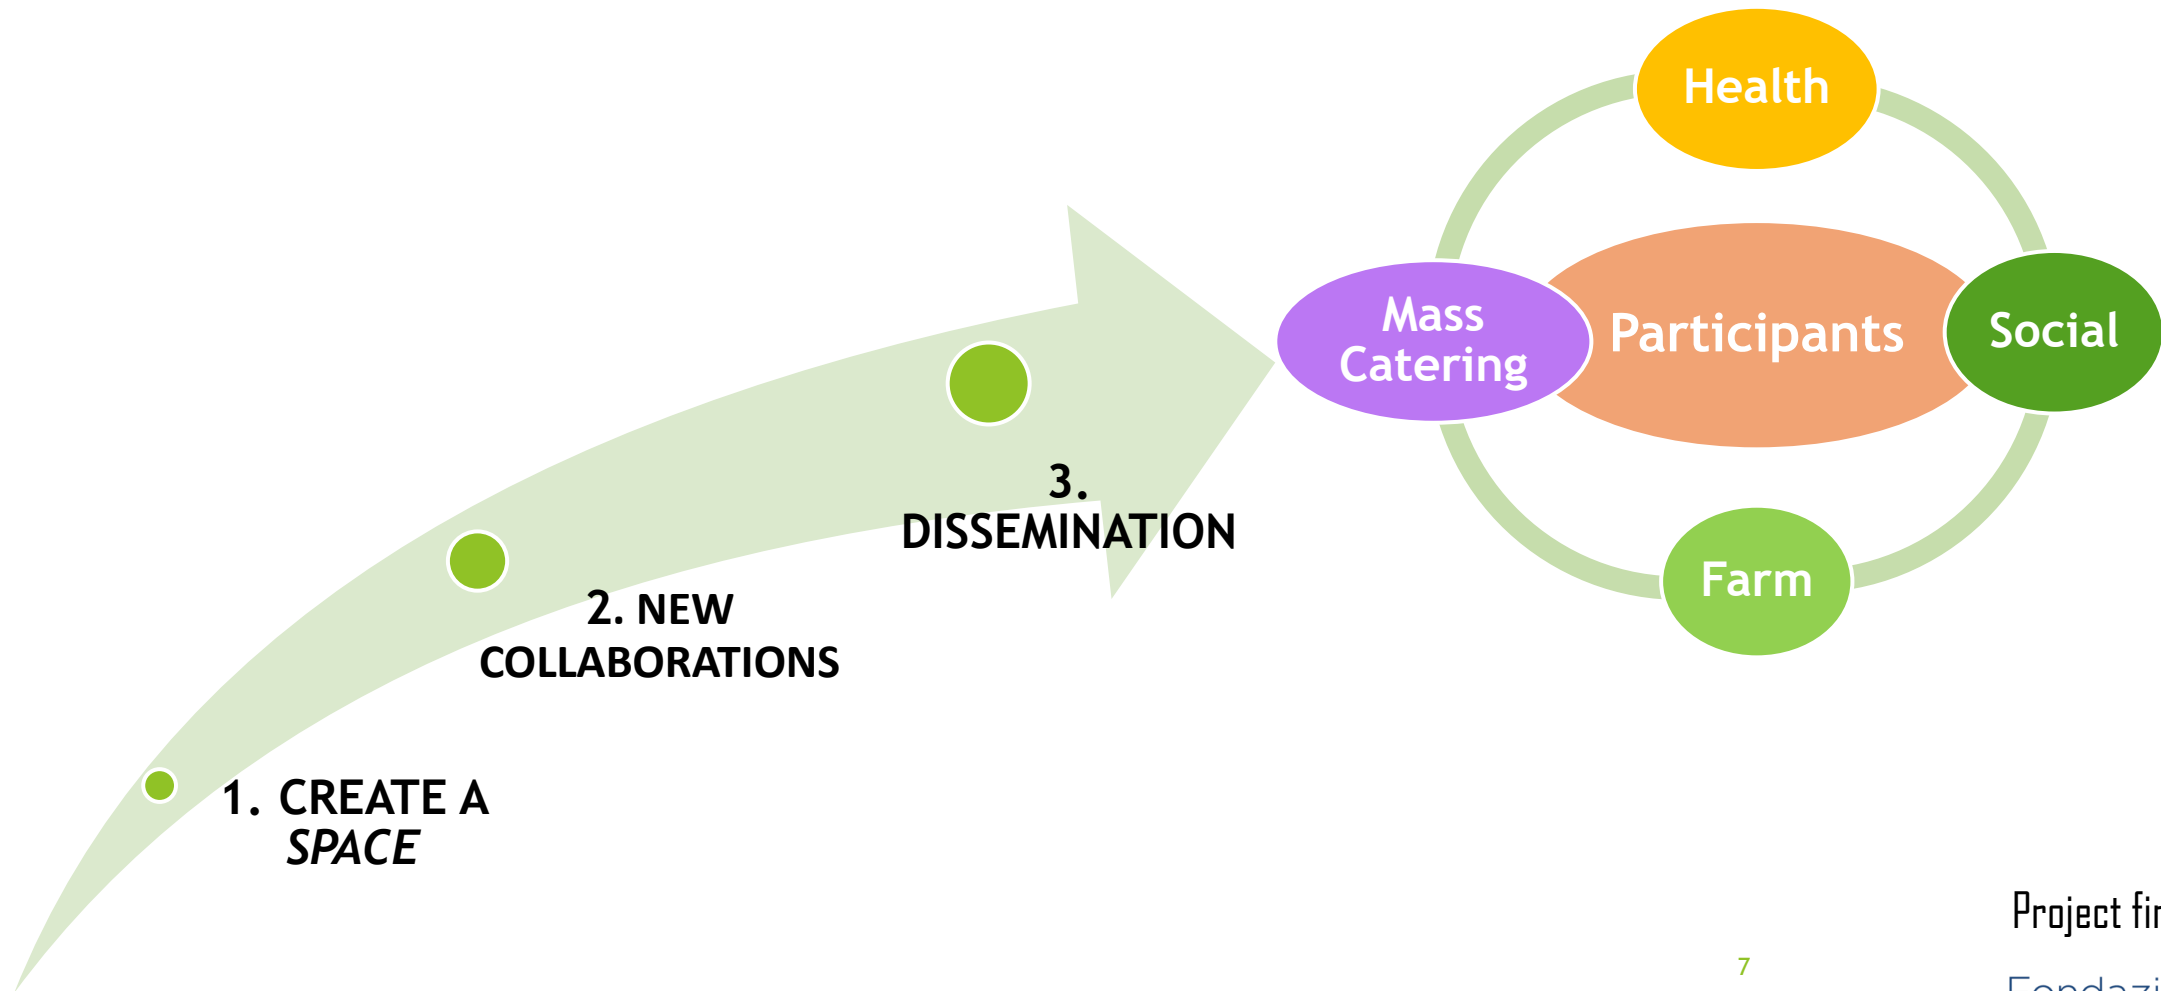 Health
Mass
Catering
Participants
Social
3.
DISSEMINATION
Farm
2. NEW
COLLABORATIONS
1. CREATE A
SPACE
Project
7